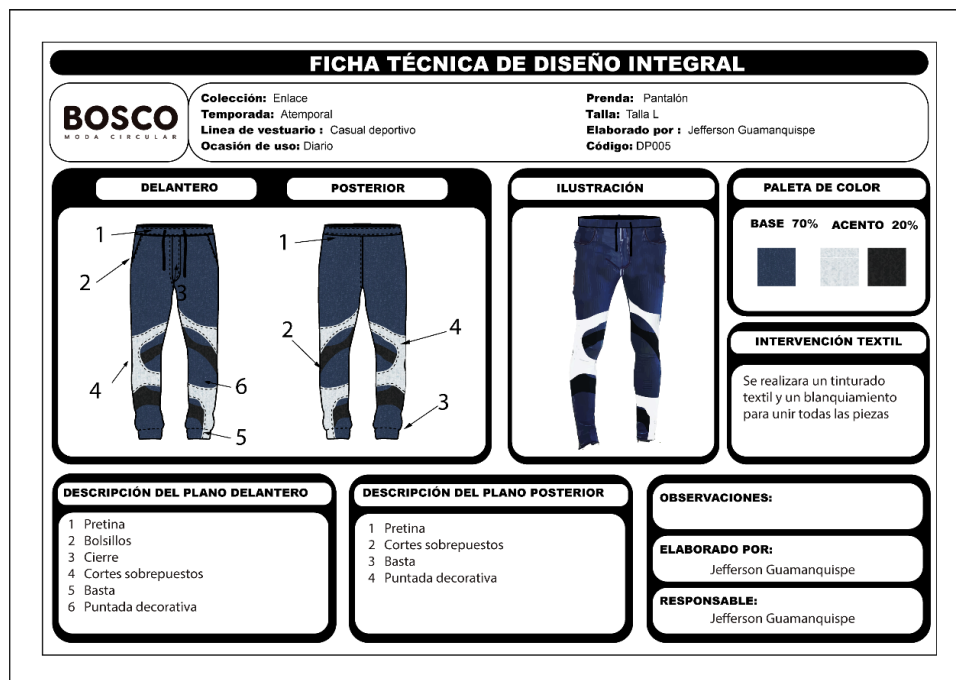 FICHA TÉCNICA DE DISEÑO INTEGRAL
BOSCO
MODA CIRCULAR
Colección: Enlace
Temporada: Atemporal
Linea de vestuario : Casual deportivo
Ocasión de uso: Diario
Prenda: Pantalón
Talla: Talla L
Elaborado por : Jefferson Guamanquispe
Código: DP005
DELANTERO
POSTERIOR
1
2
3
4
6
5
1
2
4
3
ILUSTRACIÓN
PALETA DE COLOR
BASE 70% ACENTO 20%
INTERVENCIÓN TEXTIL
Se realizara un tinturado
textil y un blanquiamiento
para unir todas las piezas
DESCRIPCIÓN DEL PLANO DELANTERO
1 Pretina
2 Bolsillos
3 Cierre
4 Cortes sobrepuestos
5 Basta
6 Puntada decorativa
DESCRIPCIÓN DEL PLANO POSTERIOR
1 Pretina
2 Cortes sobrepuestos
3 Basta
4 Puntada decorativa
OBSERVACIONES:
ELABORADO POR:
Jefferson Guamanquispe
RESPONSABLE:
Jefferson Guamanquispe